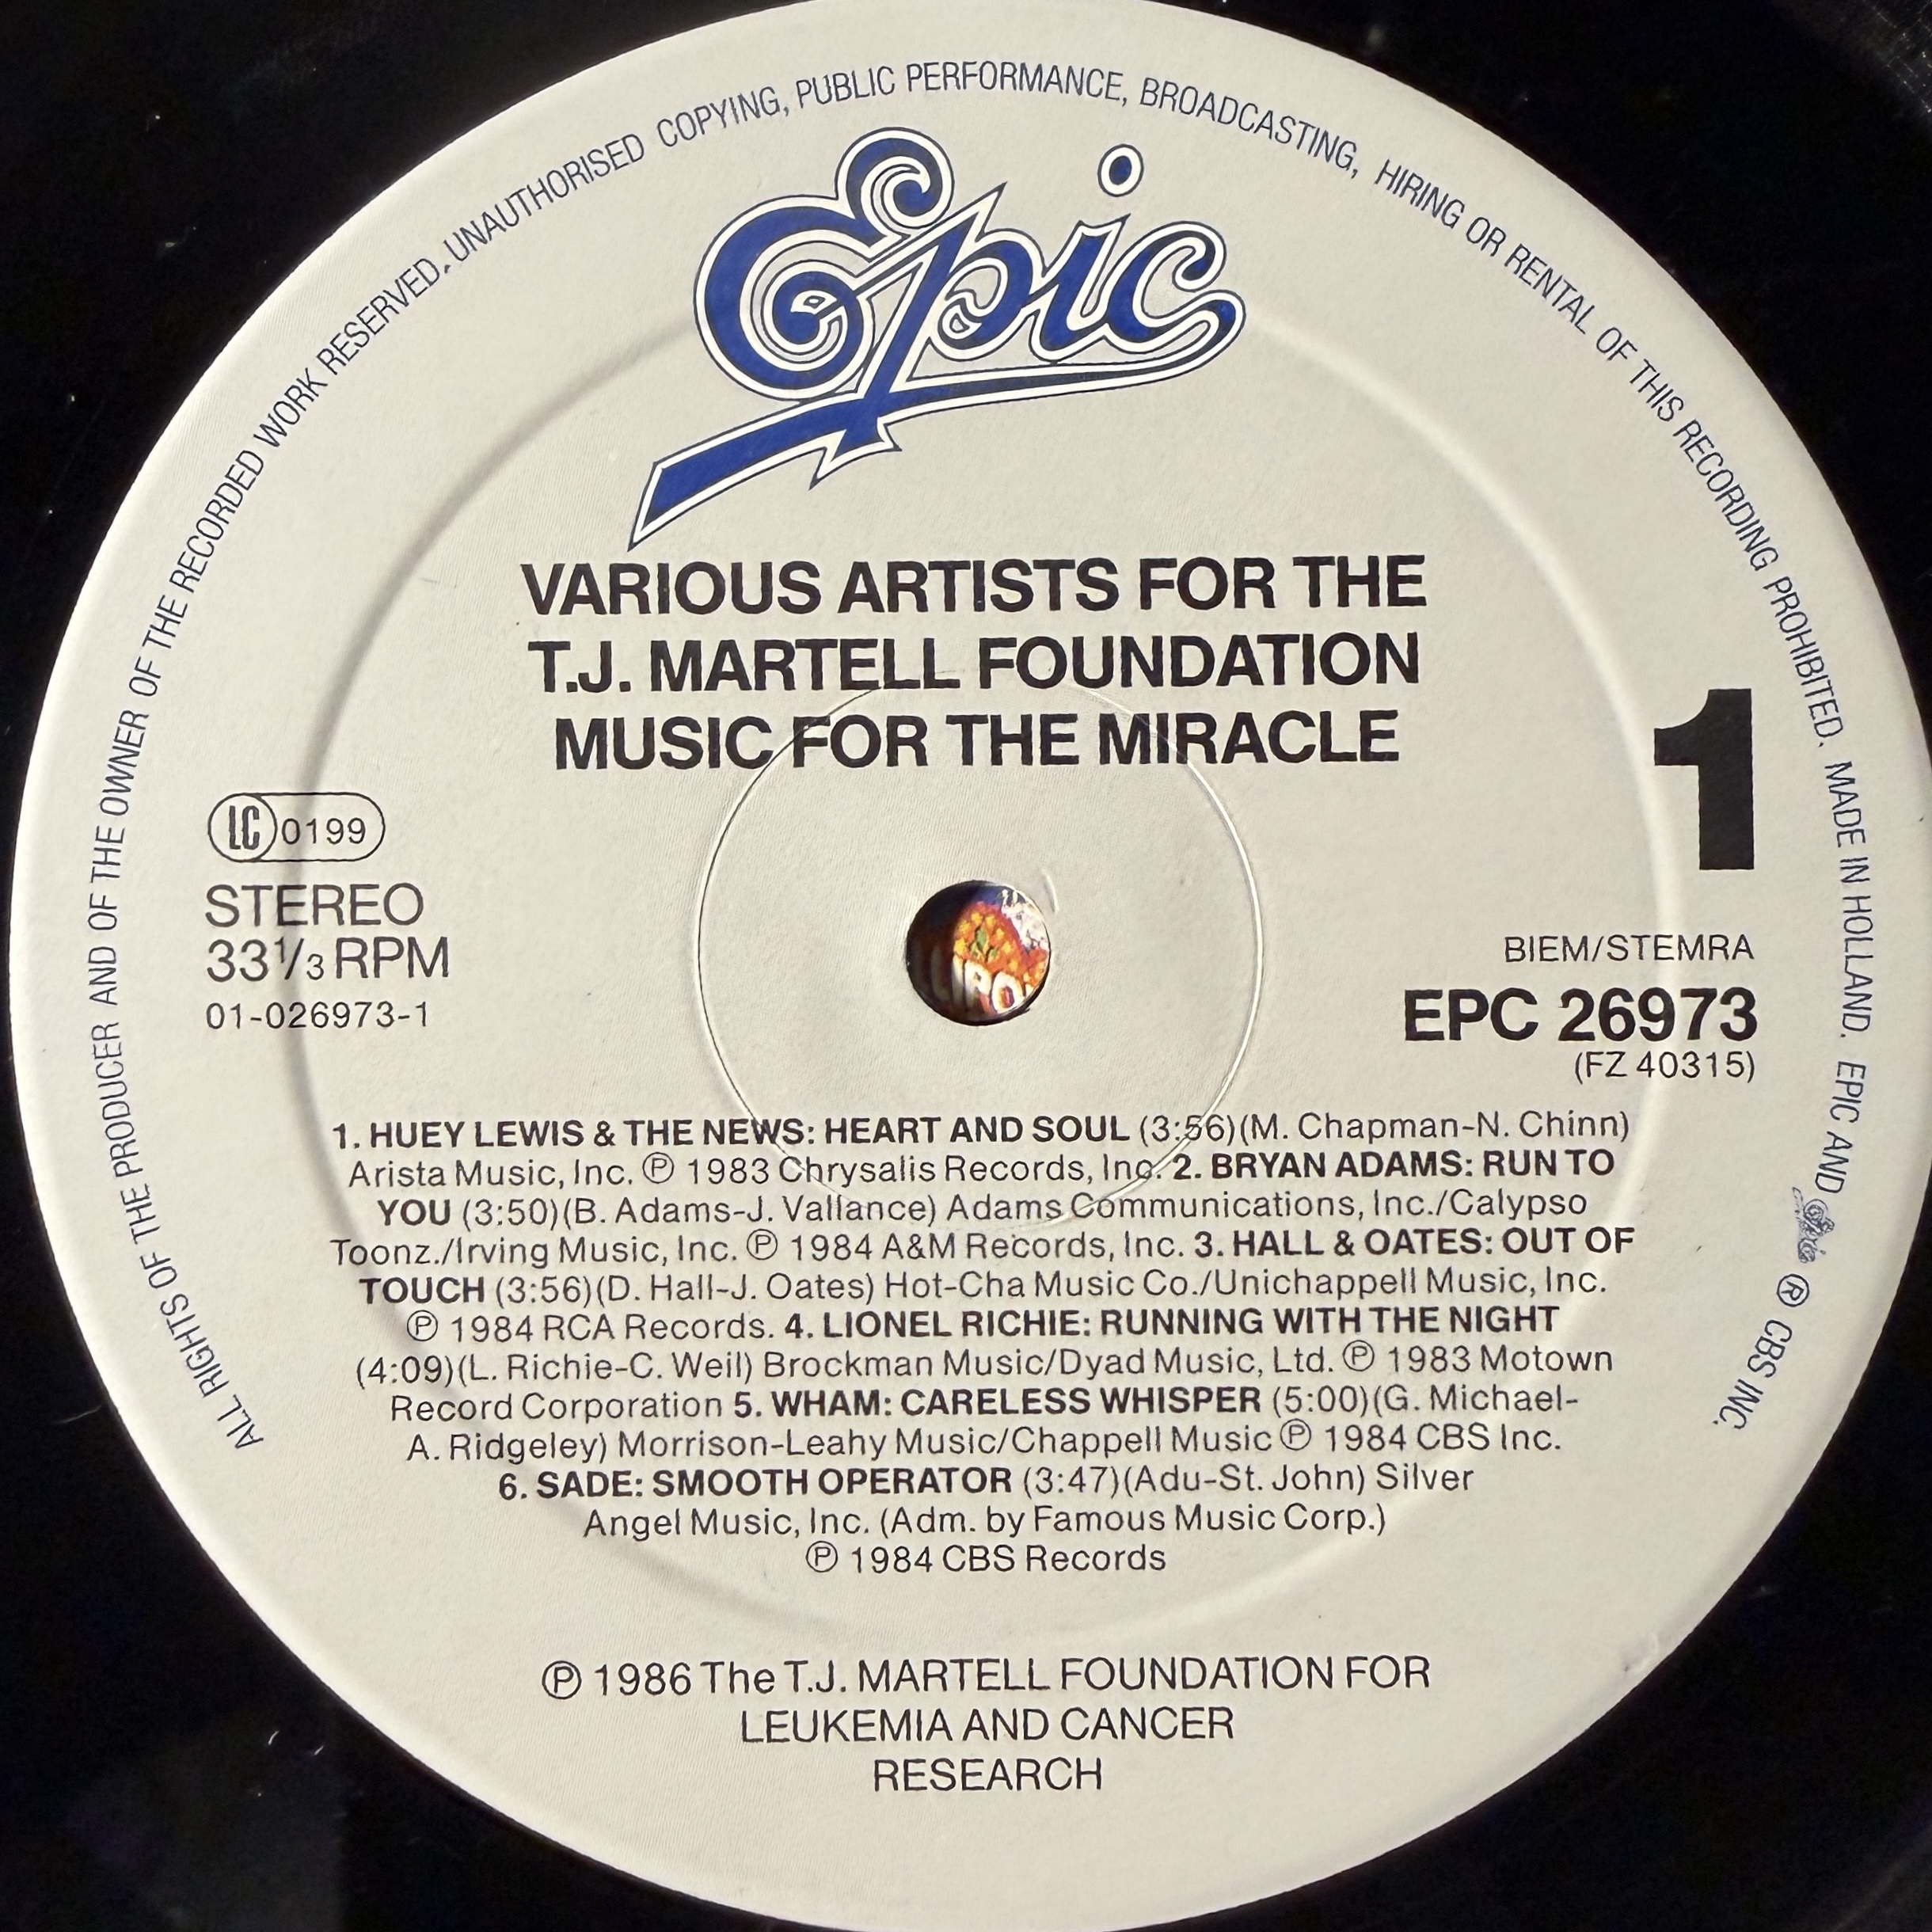 ALL RIGHTS OF THE PRODUCER AND OF THE OWNER OF THE RECORDED WORK RESERVED. UNAUTHORISED COPYING, PUBLIC PERFORMANCE, BROADCASTING, HIRING OR RENTAL OF THIS RECORDING PROHIBITED. MADE IN HOLLAND. EPIC AND Epic ® CBS INC.
Epic
VARIOUS ARTISTS FOR THE
T.J. MARTELL FOUNDATION
MUSIC FOR THE MIRACLE
1
LC 0199
STEREO
33 1/3 RPM
01-026973-1
BIEM/STEMRA
EPC 26973
(FZ 40315)
1. HUEY LEWIS & THE NEWS: HEART AND SOUL (3:56)(M. Chapman-N. Chinn)
Arista Music, Inc. ℗ 1983 Chrysalis Records, Inc. 2. BRYAN ADAMS: RUN TO
YOU (3:50)(B. Adams-J. Vallance) Adams Communications, Inc./Calypso
Toonz./Irving Music, Inc. ℗ 1984 A&M Records, Inc. 3. HALL & OATES: OUT OF
TOUCH (3:56)(D. Hall-J. Oates) Hot-Cha Music Co./Unichappell Music, Inc.
℗ 1984 RCA Records. 4. LIONEL RICHIE: RUNNING WITH THE NIGHT
(4:09)(L. Richie-C. Weil) Brockman Music/Dyad Music, Ltd. ℗ 1983 Motown
Record Corporation 5. WHAM: CARELESS WHISPER (5:00)(G. Michael-
A. Ridgeley) Morrison-Leahy Music/Chappell Music ℗ 1984 CBS Inc.
6. SADE: SMOOTH OPERATOR (3:47)(Adu-St. John) Silver
Angel Music, Inc. (Adm. by Famous Music Corp.)
℗ 1984 CBS Records
℗ 1986 The T.J. MARTELL FOUNDATION FOR
LEUKEMIA AND CANCER
RESEARCH